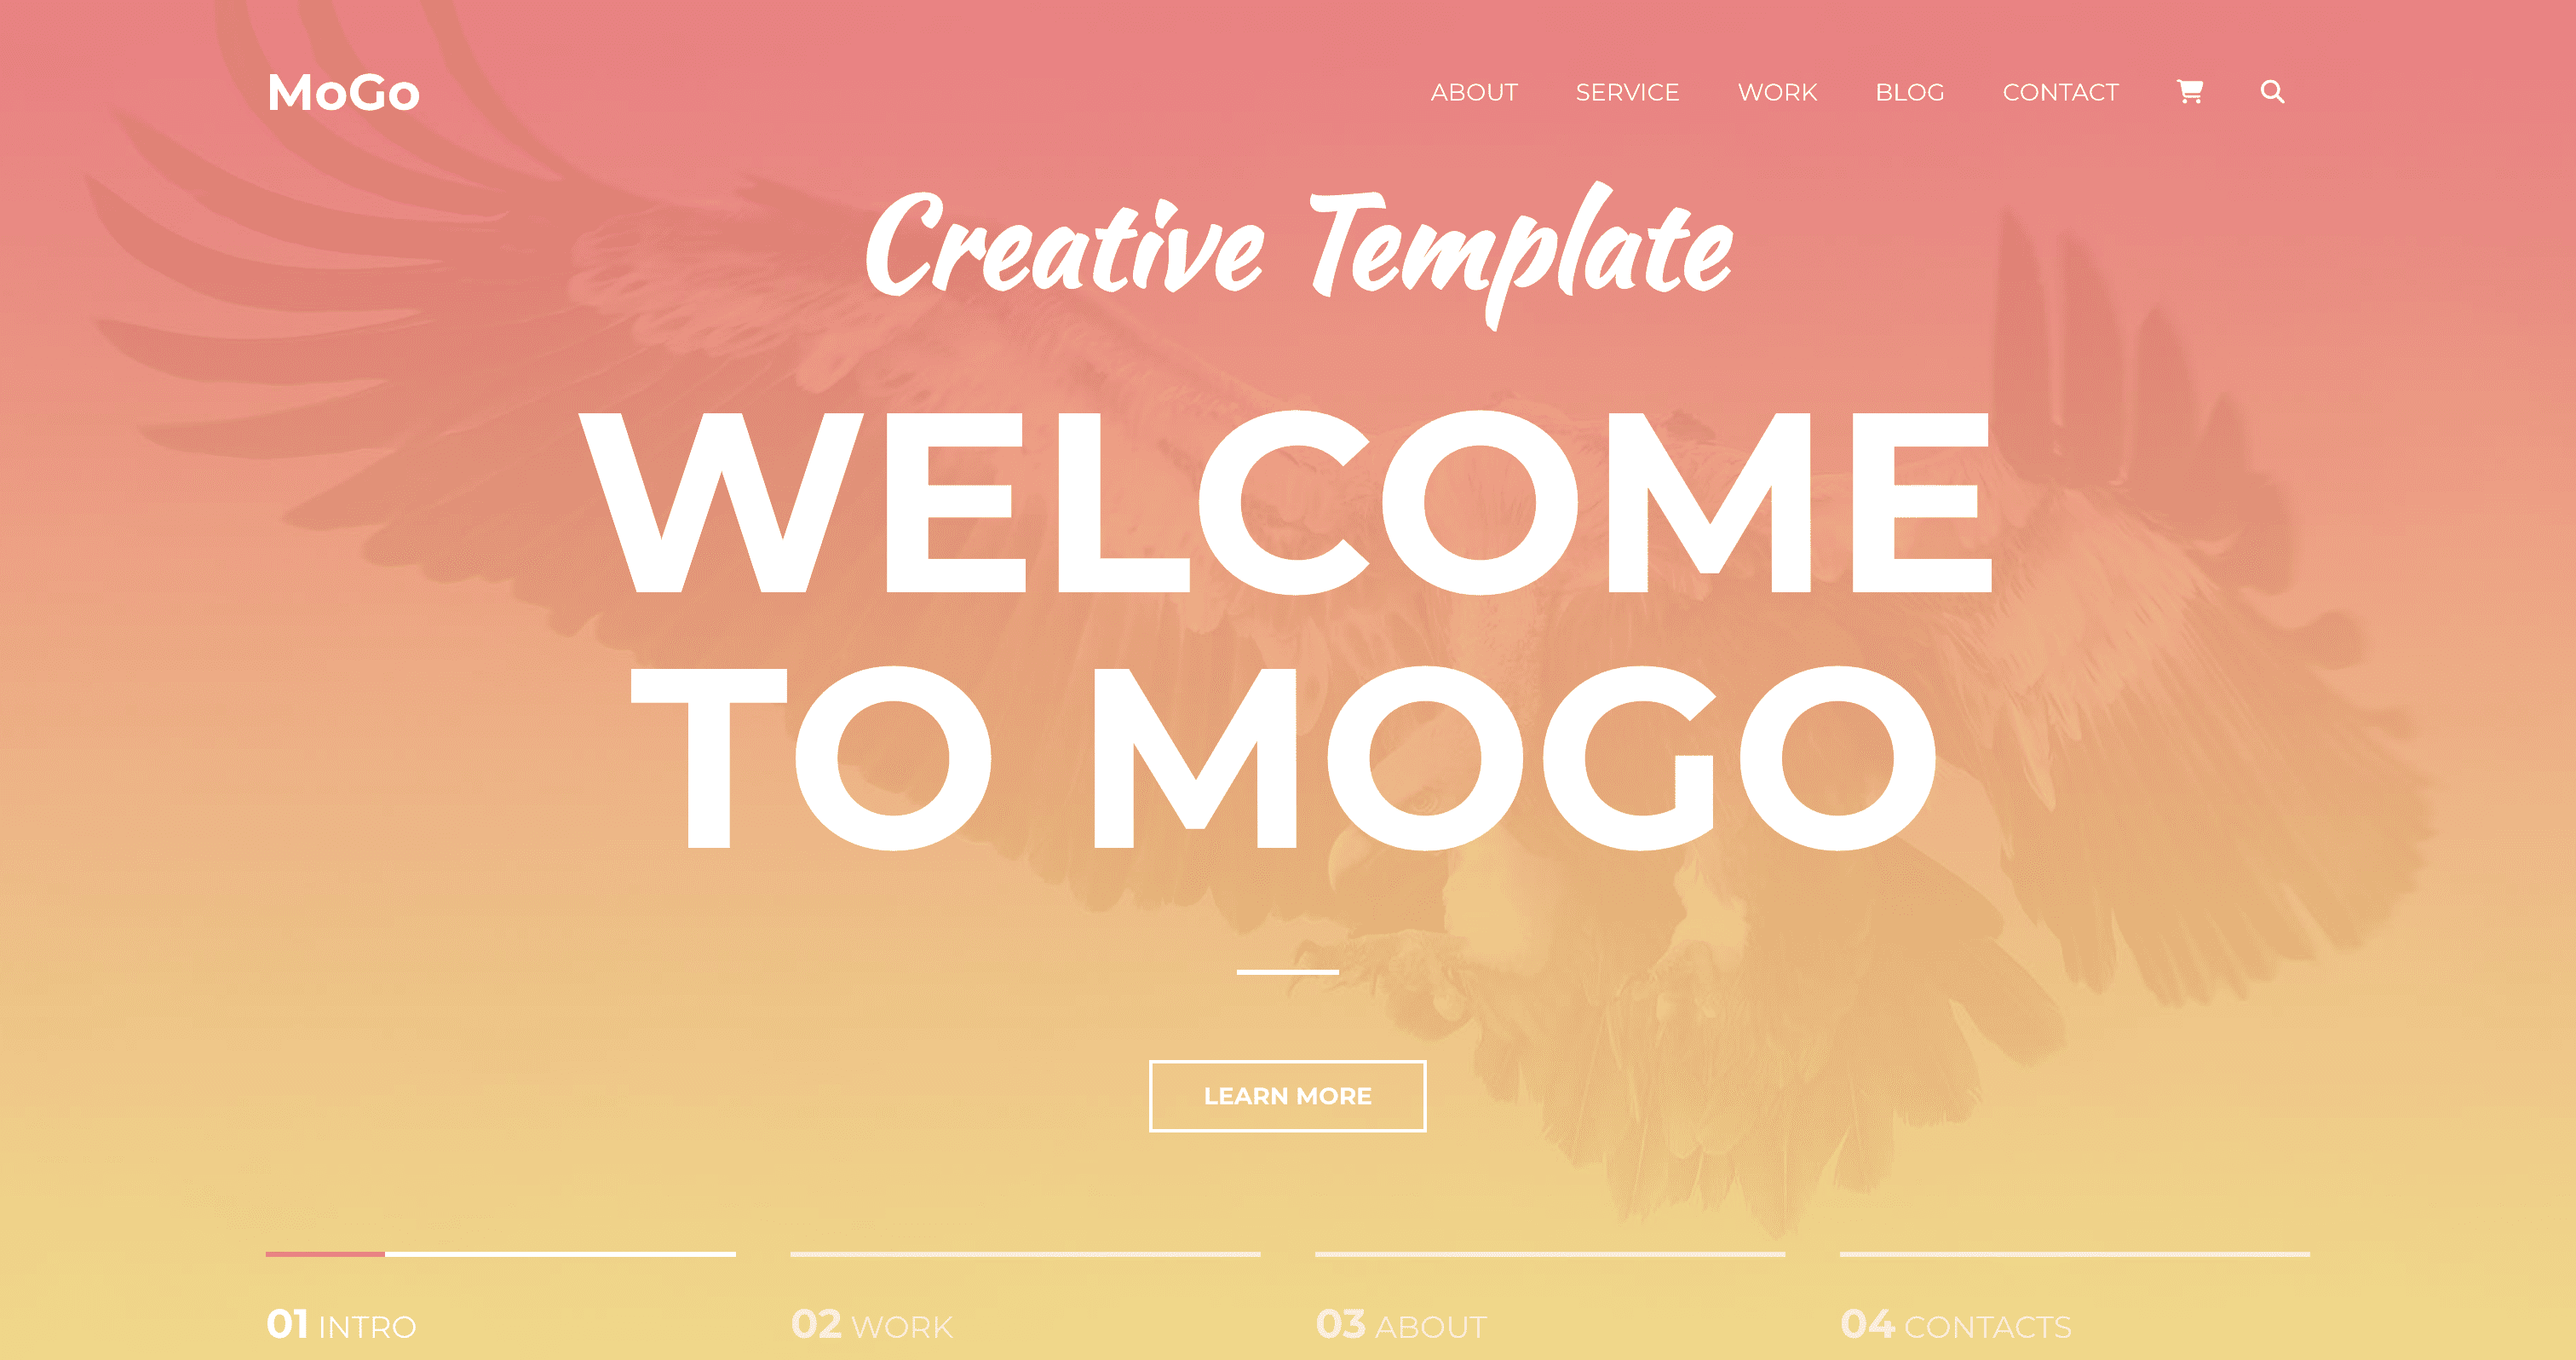 MoGo
ABOUT SERVICE WORK BLOG CONTACT
Creative Template
WELCOME
TO MOGO
LEARN MORE
01 INTRO
02 WORK
03 ABOUT
04 CONTACTS